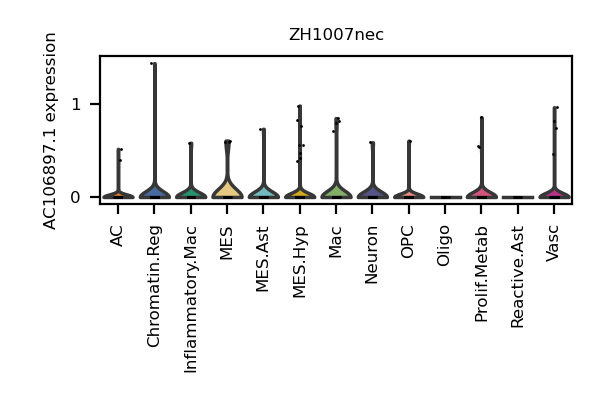 ZH1007nec
AC106897.1 expression
1
0
AC
Chromatin.Reg
Inflammatory.Mac
MES
MES.Ast
MES.Hyp
Mac
Neuron
OPC
Oligo
Prolif.Metab
Reactive.Ast
Vasc